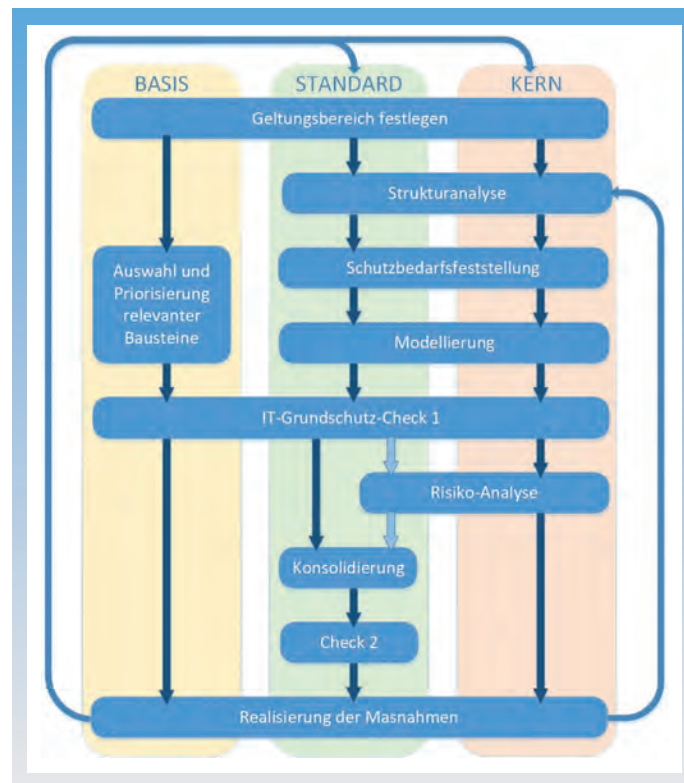 BASIS STANDARD KERN
Geltungsbereich festlegen
Strukturanalyse
Schutzbedarfsfeststellung
Auswahl und
Priorisierung
relevanter
Bausteine
Modellierung
IT-Grundschutz-Check 1
Risiko-Analyse
Konsolidierung
Check 2
Realisierung der Masnahmen